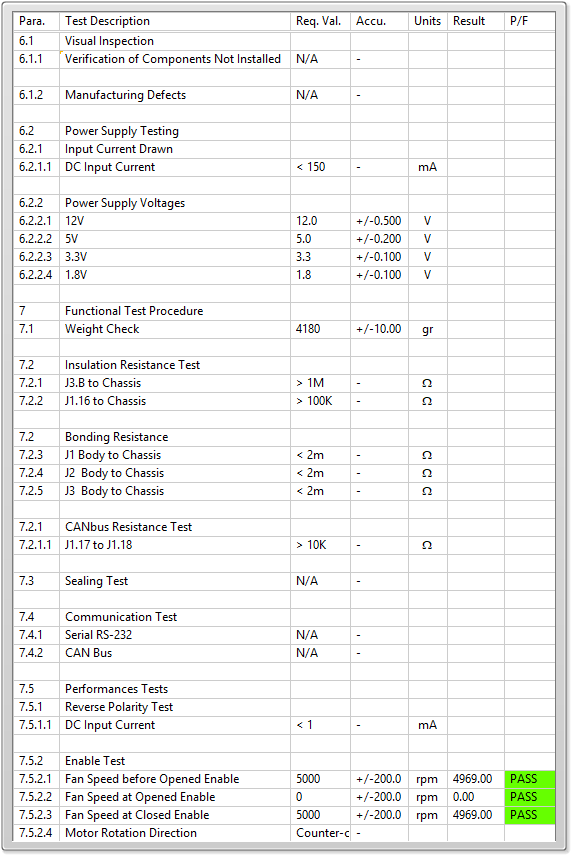 Para. Test Description Req. Val. Accu. Units Result P/F
6.1 Visual Inspection
6.1.1 Verification of Components Not Installed N/A -
6.1.2 Manufacturing Defects N/A -
6.2 Power Supply Testing
6.2.1 Input Current Drawn
6.2.1.1 DC Input Current < 150 - mA
6.2.2 Power Supply Voltages
6.2.2.1 12V 12.0 +/-0.500 V
6.2.2.2 5V 5.0 +/-0.200 V
6.2.2.3 3.3V 3.3 +/-0.100 V
6.2.2.4 1.8V 1.8 +/-0.100 V
7 Functional Test Procedure
7.1 Weight Check 4180 +/-10.00 gr
7.2 Insulation Resistance Test
7.2.1 J3.B to Chassis > 1M - Ω
7.2.2 J1.16 to Chassis > 100K - Ω
7.2 Bonding Resistance
7.2.3 J1 Body to Chassis < 2m - Ω
7.2.4 J2 Body to Chassis < 2m - Ω
7.2.5 J3 Body to Chassis < 2m - Ω
7.2.1 CANbus Resistance Test
7.2.1.1 J1.17 to J1.18 > 10K - Ω
7.3 Sealing Test N/A -
7.4 Communication Test
7.4.1 Serial RS-232 N/A -
7.4.2 CAN Bus N/A -
7.5 Performances Tests
7.5.1 Reverse Polarity Test
7.5.1.1 DC Input Current < 1 - mA
7.5.2 Enable Test
7.5.2.1 Fan Speed before Opened Enable 5000 +/-200.0 rpm 4969.00 PASS
7.5.2.2 Fan Speed at Opened Enable 0 +/-200.0 rpm 0.00 PASS
7.5.2.3 Fan Speed at Closed Enable 5000 +/-200.0 rpm 4969.00 PASS
7.5.2.4 Motor Rotation Direction Counter-c -